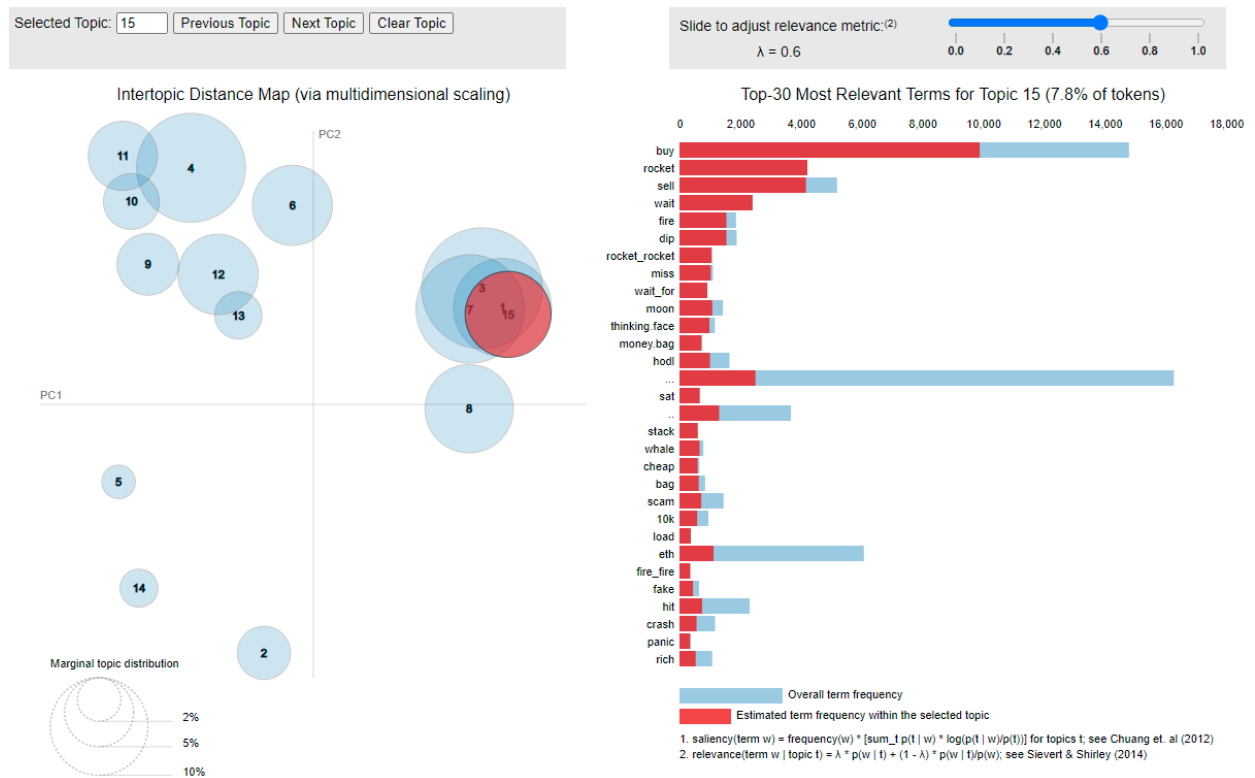 Selected Topic: 15 Previous Topic Next Topic Clear Topic
Slide to adjust relevance metric:(2)
λ = 0.6
0.0 0.2 0.4 0.6 0.8 1.0
Intertopic Distance Map (via multidimensional scaling)
PC2
PC1
11
4
10
6
9
12
13
3
7
1
15
8
5
14
2
Marginal topic distribution
2%
5%
10%
Top-30 Most Relevant Terms for Topic 15 (7.8% of tokens)
0 2,000 4,000 6,000 8,000 10,000 12,000 14,000 16,000 18,000
buy
rocket
sell
wait
fire
dip
rocket_rocket
miss
wait_for
moon
thinking.face
money.bag
hodl
...
sat
..
stack
whale
cheap
bag
scam
10k
load
eth
fire_fire
fake
hit
crash
panic
rich
Overall term frequency
Estimated term frequency within the selected topic
1. saliency(term w) = frequency(w) * [sum_t p(t | w) * log(p(t | w)/p(t))] for topics t; see Chuang et. al (2012)
2. relevance(term w | topic t) = λ * p(w | t) + (1 - λ) * p(w | t)/p(w); see Sievert & Shirley (2014)